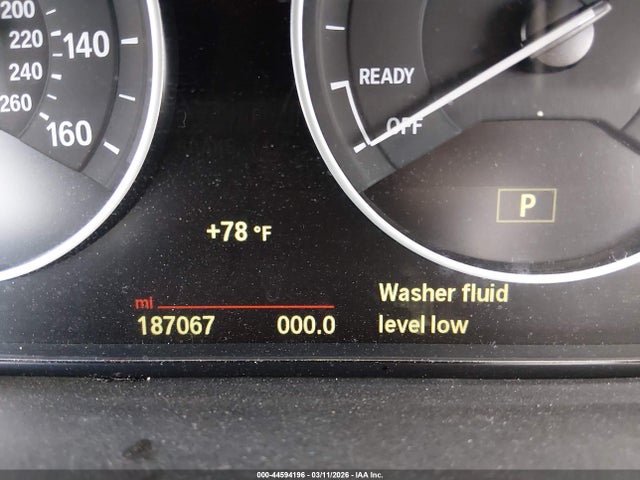 200
220
140
240
260
160
READY
OFF
P
+78 °F
mi
187067 000.0
Washer fluid
level low
000-44594196 - 03/11/2026 - IAA Inc.